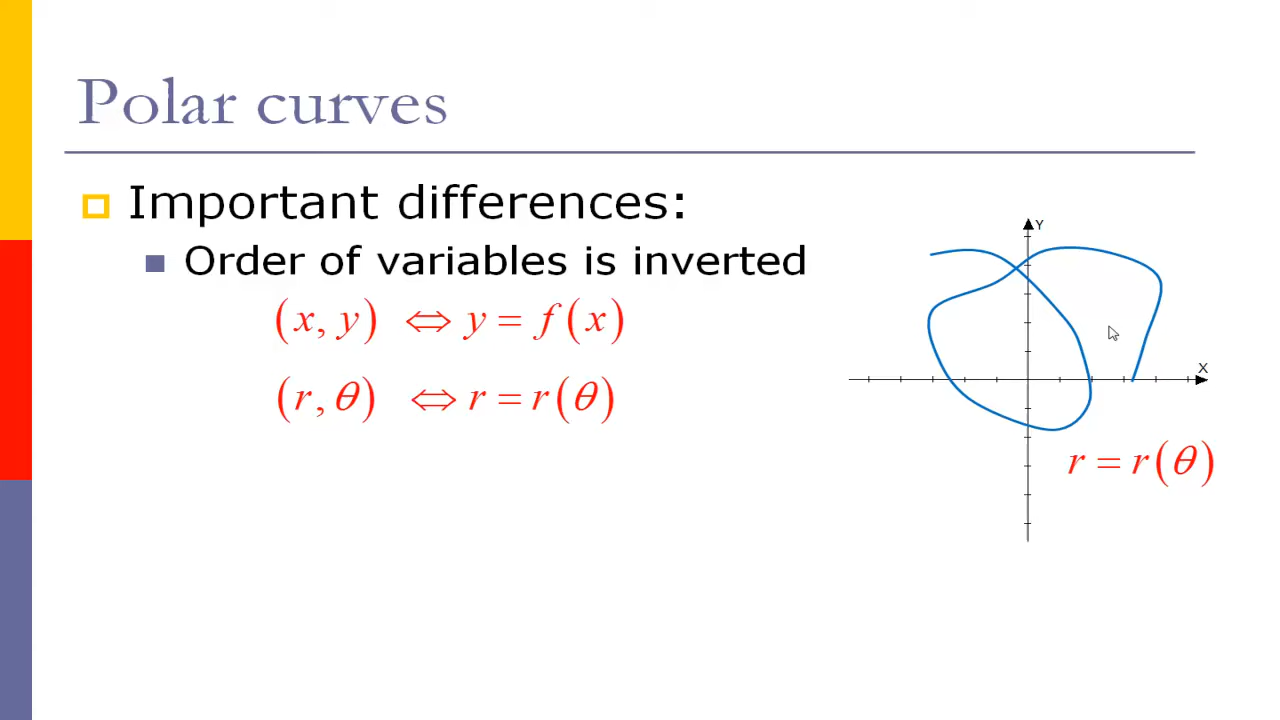 Polar curves
Important differences:
Order of variables is inverted
(x, y) ⇔ y = f(x)
(r, θ) ⇔ r = r(θ)
Y
X
r = r(θ)